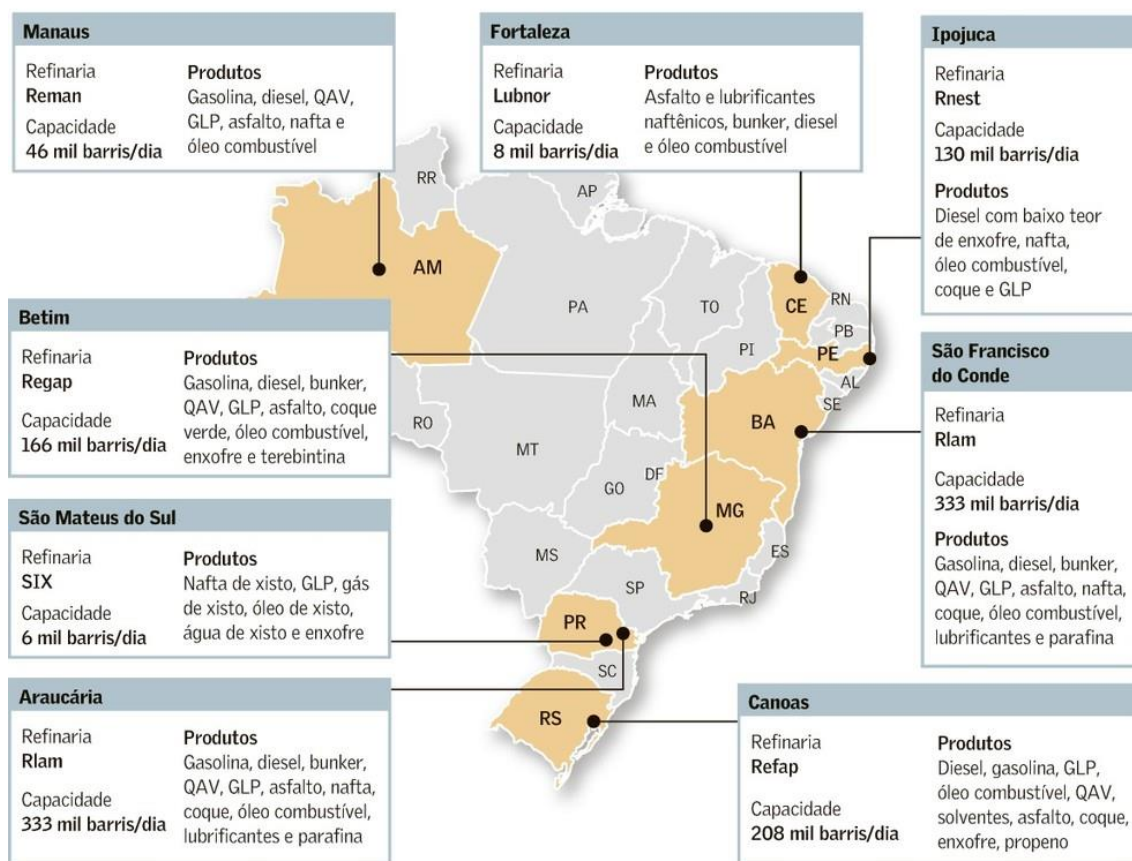 Manaus
Refinaria
Reman
Capacidade
46 mil barris/dia
Produtos
Gasolina, diesel, QAV,
GLP, asfalto, nafta e
óleo combustível
Fortaleza
Refinaria
Lubnor
Capacidade
8 mil barris/dia
Produtos
Asfalto e lubrificantes
naftênicos, bunker, diesel
e óleo combustível
Ipojuca
Refinaria
Rnest
Capacidade
130 mil barris/dia
Produtos
Diesel com baixo teor
de enxofre, nafta,
óleo combustível,
coque e GLP
RR
AP
AM
PA
TO
PI
CE
RN
PB
PE
AL
SE
MA
BA
RO
MT
GO
DF
MG
ES
MS
SP
RJ
PR
SC
RS
Betim
Refinaria
Regap
Capacidade
166 mil barris/dia
Produtos
Gasolina, diesel, bunker,
QAV, GLP, asfalto, coque
verde, óleo combustível,
enxofre e terebintina
São Francisco
do Conde
Refinaria
Rlam
Capacidade
333 mil barris/dia
Produtos
Gasolina, diesel, bunker,
QAV, GLP, asfalto, nafta,
coque, óleo combustível,
lubrificantes e parafina
São Mateus do Sul
Refinaria
SIX
Capacidade
6 mil barris/dia
Produtos
Nafta de xisto, GLP, gás
de xisto, óleo de xisto,
água de xisto e enxofre
Araucária
Refinaria
Rlam
Capacidade
333 mil barris/dia
Produtos
Gasolina, diesel, bunker,
QAV, GLP, asfalto, nafta,
coque, óleo combustível,
lubrificantes e parafina
Canoas
Refinaria
Refap
Capacidade
208 mil barris/dia
Produtos
Diesel, gasolina, GLP,
óleo combustível, QAV,
solventes, asfalto, coque,
enxofre, propeno